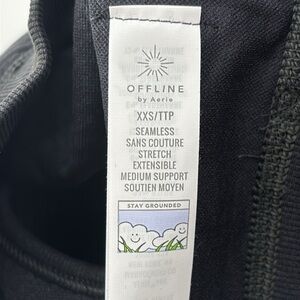 OFFLINE
by Aerie
XXS/TTP
SEAMLESS
SANS COUTURE
STRETCH
EXTENSIBLE
MEDIUM SUPPORT
SOUTIEN MOYEN
STAY GROUNDED